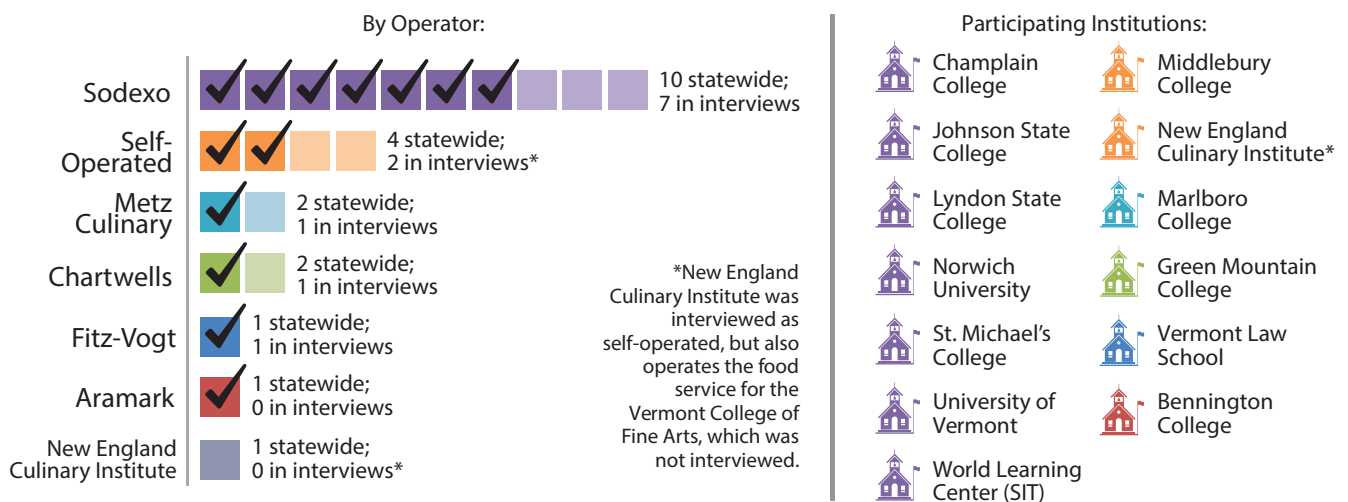 By Operator:
Sodexo
10 statewide;
7 in interviews
Self-
Operated
4 statewide;
2 in interviews*
Metz
Culinary
2 statewide;
1 in interviews
Chartwells
2 statewide;
1 in interviews
Fitz-Vogt
1 statewide;
1 in interviews
Aramark
1 statewide;
0 in interviews
New England
Culinary Institute
1 statewide;
0 in interviews*
*New England
Culinary Institute was
interviewed as
self-operated, but also
operates the food
service for the
Vermont College of
Fine Arts, which was
not interviewed.
Participating Institutions:
Champlain
College
Johnson State
College
Lyndon State
College
Norwich
University
St. Michael's
College
University of
Vermont
World Learning
Center (SIT)
Middlebury
College
New England
Culinary Institute*
Marlboro
College
Green Mountain
College
Vermont Law
School
Bennington
College